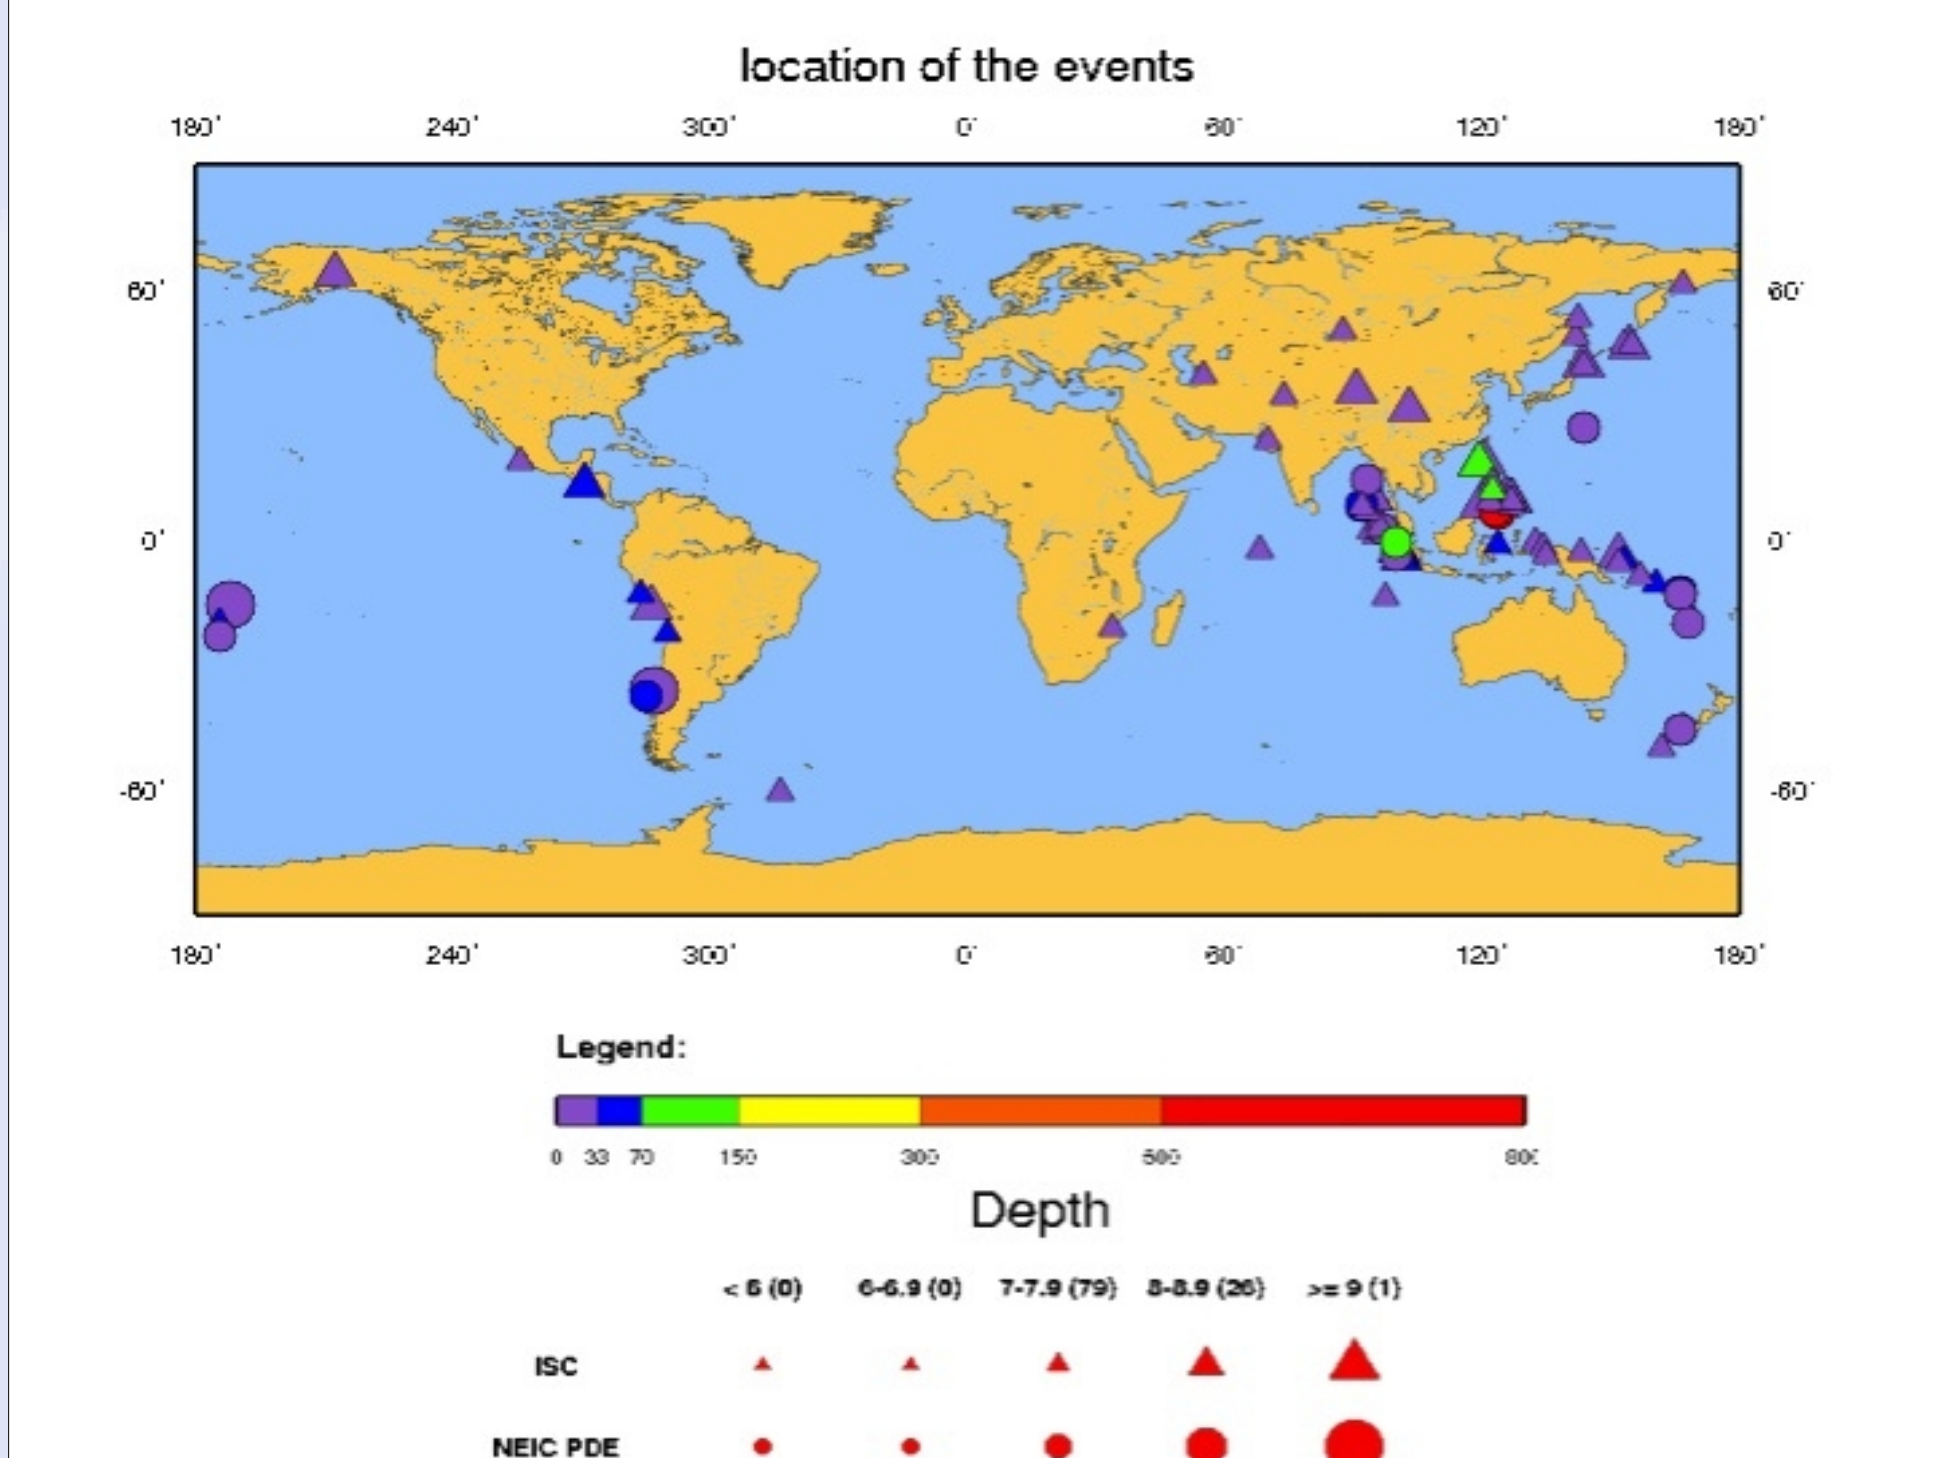 location of the events
180° 240° 300° 0° 60° 120° 180°
60° 60°
0° 0°
-60° -60°
180° 240° 300° 0° 60° 120° 180°
Legend:
0 33 70 150 300 500 800
Depth
< 6 (0) 6-6.9 (0) 7-7.9 (79) 8-8.9 (26) >= 9 (1)
ISC
NEIC PDE